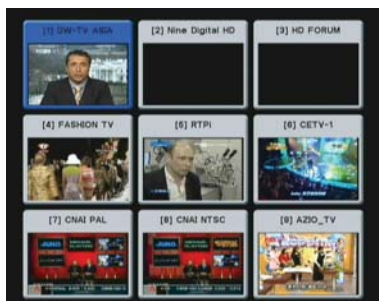 [1] DW-TV ASIA
[2] Nine Digital HD
[3] HD FORUM
[4] FASHION TV
[5] RTPi
[6] CETV-1
[7] CNAI PAL
[8] CNAI NTSC
[9] AZIO_TV